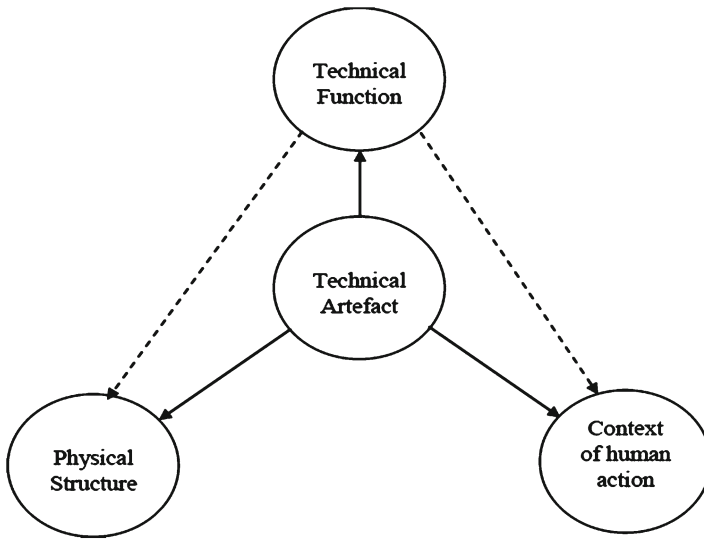 Technical
Function
Technical
Artefact
Physical
Structure
Context
of human
action